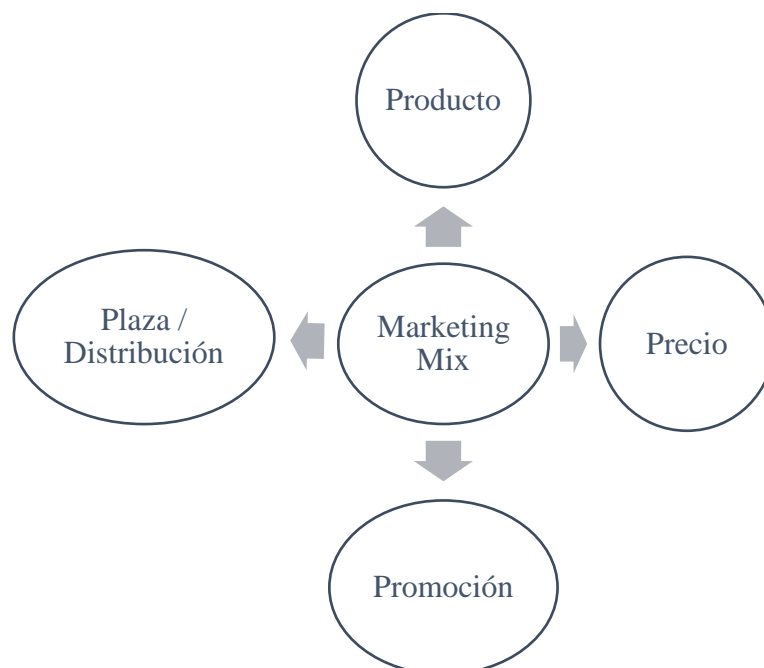 Producto
Plaza /
Distribución
Marketing
Mix
Precio
Promoción